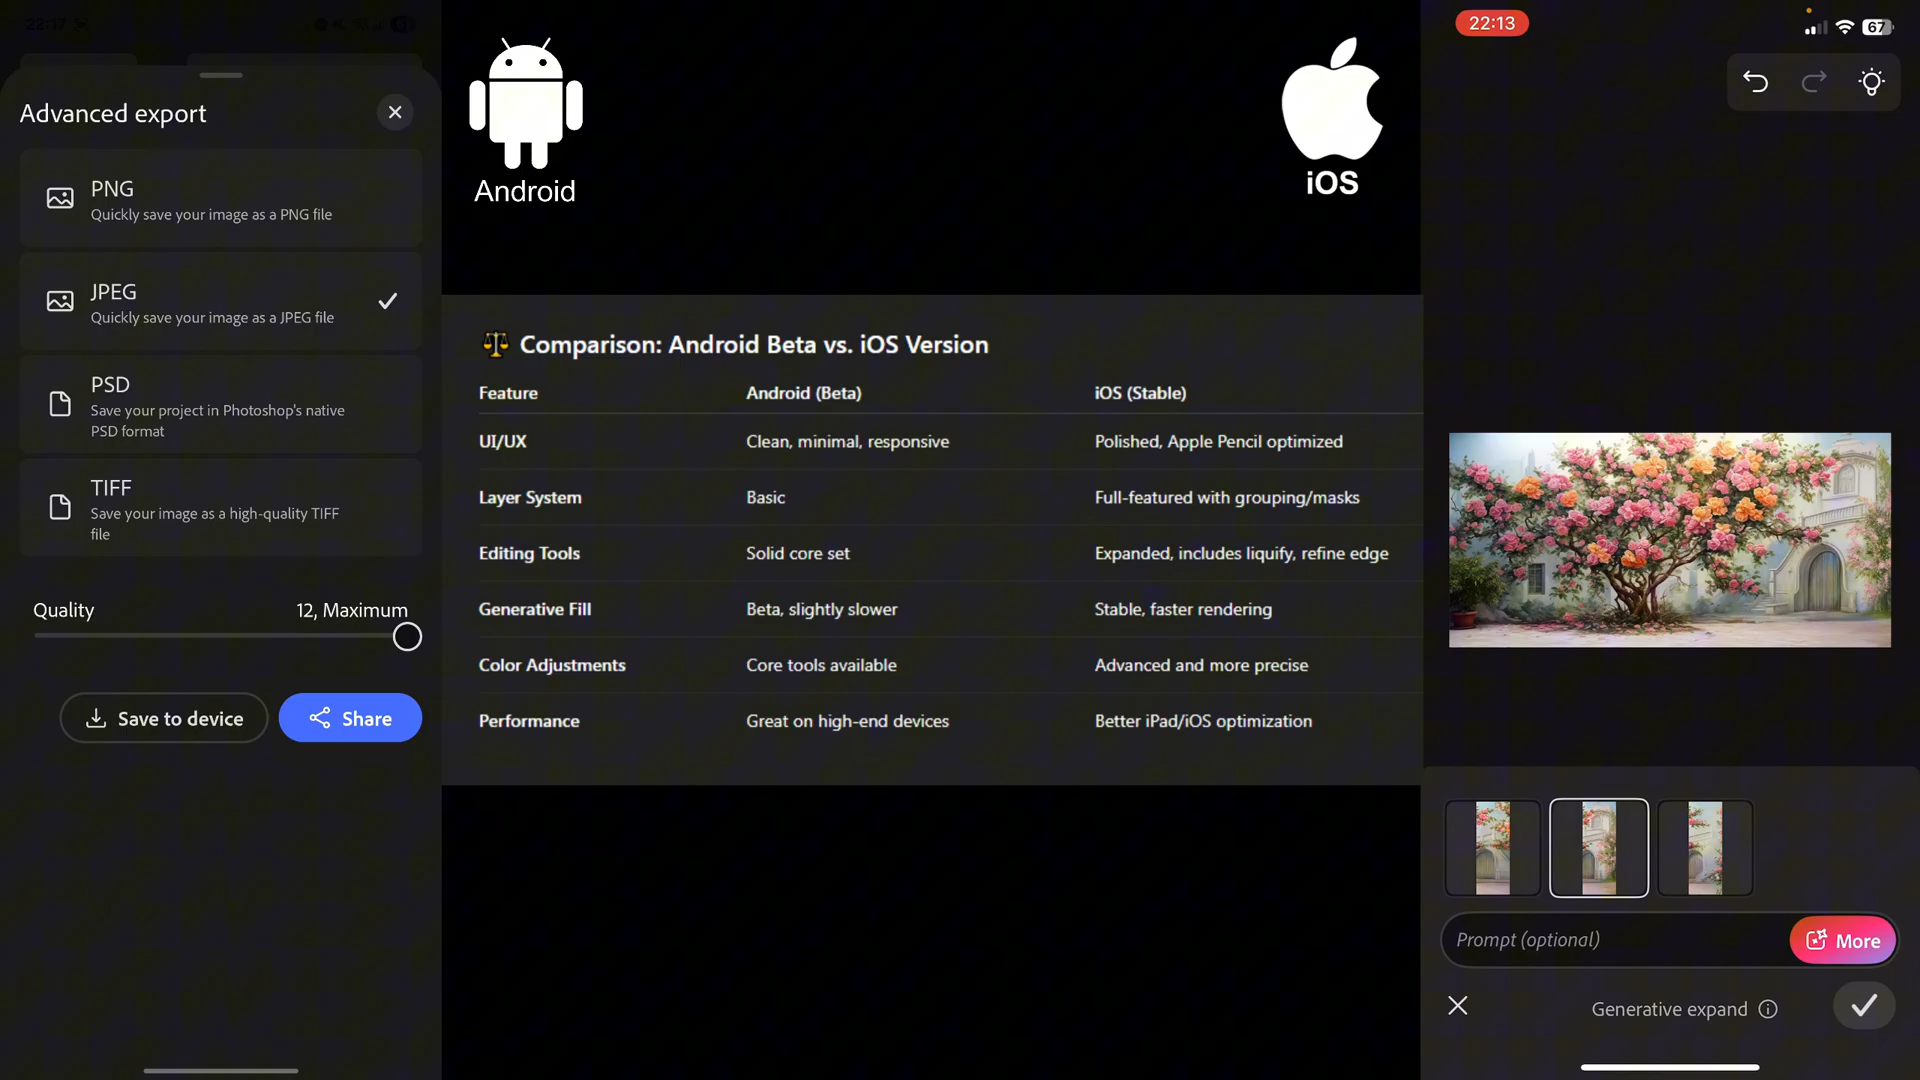 22:17
Advanced export
PNG
Quickly save your image as a PNG file
JPEG
Quickly save your image as a JPEG file
PSD
Save your project in Photoshop's native
PSD format
TIFF
Save your image as a high-quality TIFF
file
Quality 12, Maximum
Save to device Share
Android
iOS
Comparison: Android Beta vs. iOS Version
Feature Android (Beta) iOS (Stable)
UI/UX Clean, minimal, responsive Polished, Apple Pencil optimized
Layer System Basic Full-featured with grouping/masks
Editing Tools Solid core set Expanded, includes liquify, refine edge
Generative Fill Beta, slightly slower Stable, faster rendering
Color Adjustments Core tools available Advanced and more precise
Performance Great on high-end devices Better iPad/iOS optimization
22:13 67
Prompt (optional) More
Generative expand